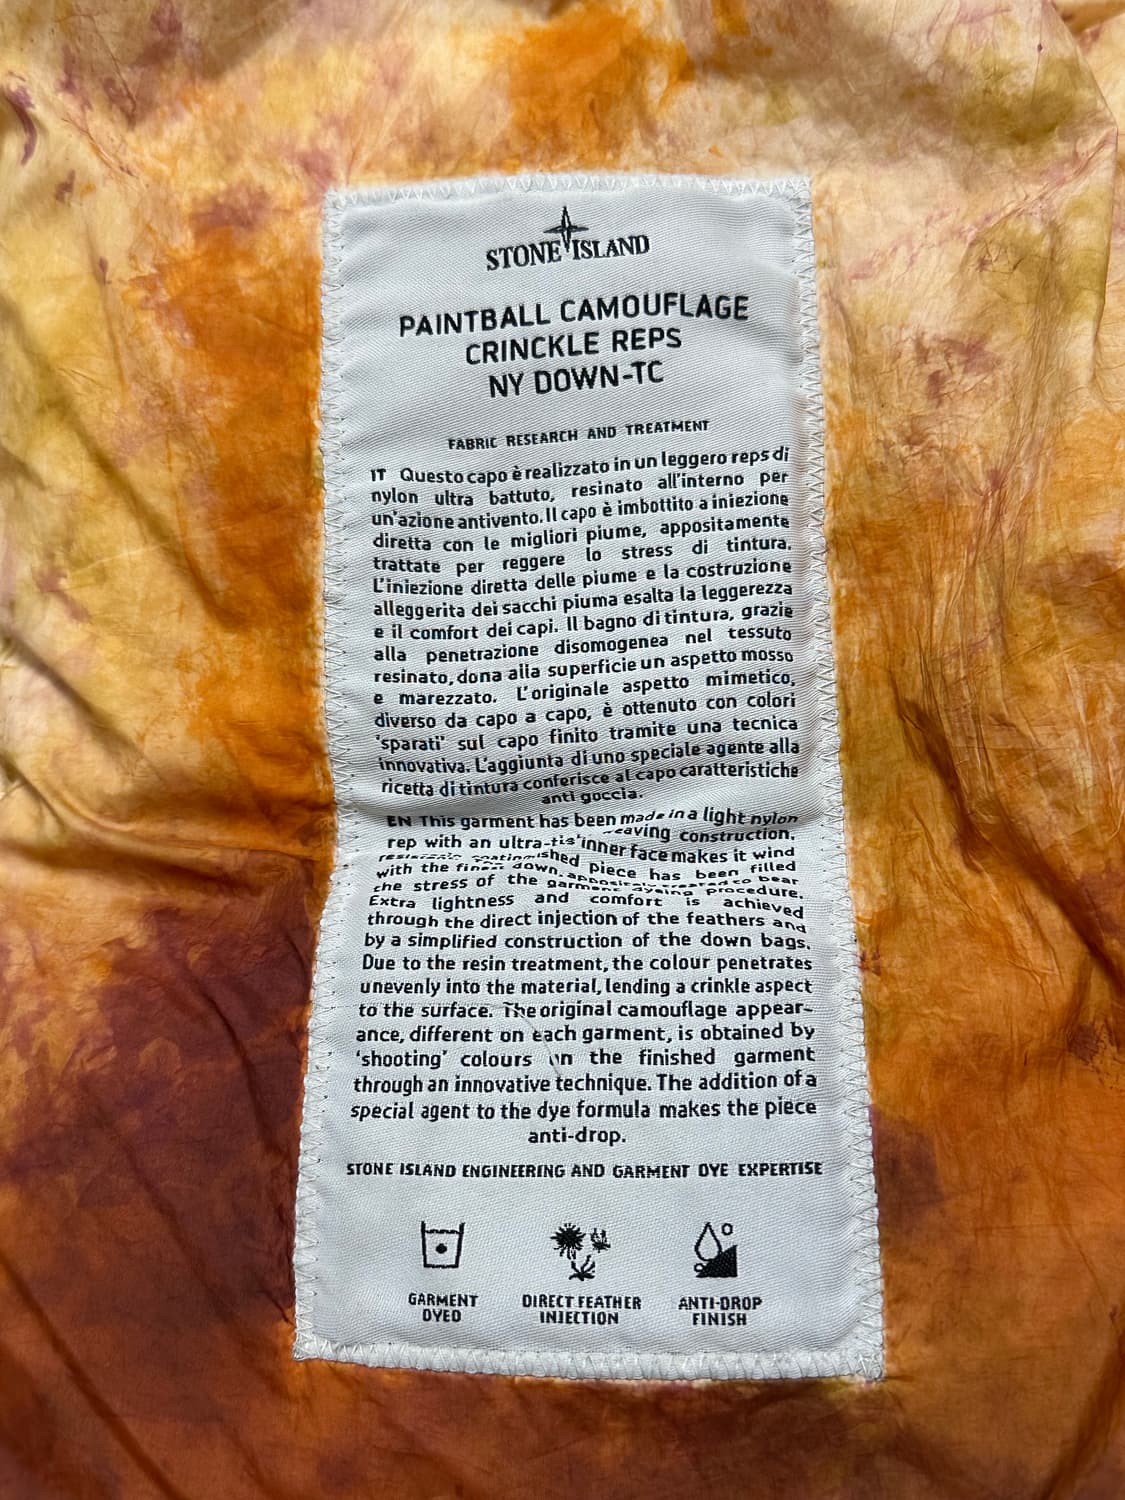 STONE ISLAND
PAINTBALL CAMOUFLAGE
CRINCKLE REPS
NY DOWN-TC
FABRIC RESEARCH AND TREATMENT
IT Questo capo è realizzato in un leggero reps di
nylon ultra battuto, resinato all'interno per
un'azione antivento. Il capo è imbottito a iniezione
diretta con le migliori piume, appositamente
trattate per reggere lo stress di tintura.
L'iniezione diretta delle piume e la costruzione
alleggerita dei sacchi piuma esalta la leggerezza
e il comfort dei capi. Il bagno di tintura, grazie
alla penetrazione disomogenea nel tessuto
resinato, dona alla superficie un aspetto mosso
e marezzato. L'originale aspetto mimetico,
diverso da capo a capo, è ottenuto con colori
'sparati' sul capo finito tramite una tecnica
innovativa. L'aggiunta di uno speciale agente alla
ricetta di tintura conferisce al capo caratteristiche
anti goccia.
EN This garment has been made in a light nylon
rep with an construction.
inner face makes it wind
piece has been filled
with the down, bear
the stress of the procedure.
Extra lightness and comfort is achieved
through the direct injection of the feathers and
by a simplified construction of the down bags.
Due to the resin treatment, the colour penetrates
unevenly into the material, lending a crinkle aspect
to the surface. The original camouflage appear-
ance, different on each garment, is obtained by
'shooting' colours on the finished garment
through an innovative technique. The addition of a
special agent to the dye formula makes the piece
anti-drop.
STONE ISLAND ENGINEERING AND GARMENT DYE EXPERTISE
GARMENT
DYED
DIRECT FEATHER
INJECTION
ANTI-DROP
FINISH